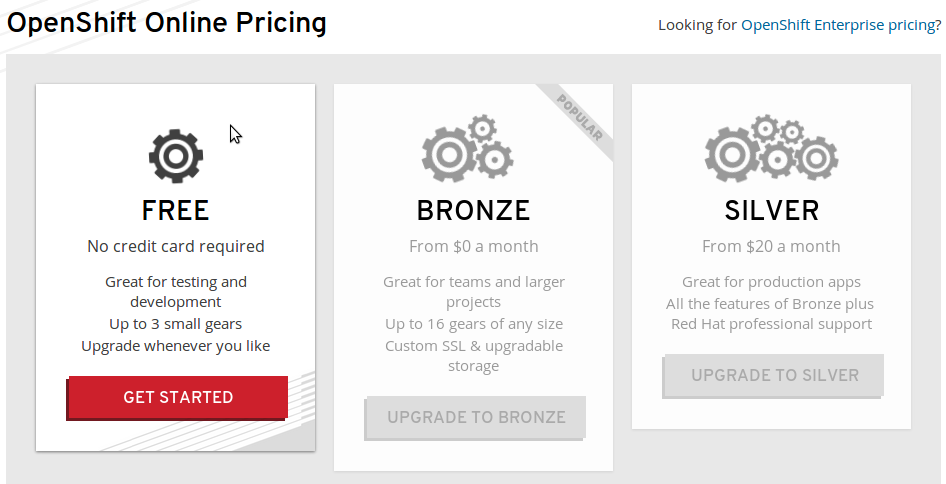 OpenShift Online Pricing
Looking for OpenShift Enterprise pricing?
FREE
No credit card required
Great for testing and
development
Up to 3 small gears
Upgrade whenever you like
GET STARTED
POPULAR
BRONZE
From $0 a month
Great for teams and larger
projects
Up to 16 gears of any size
Custom SSL & upgradable
storage
UPGRADE TO BRONZE
SILVER
From $20 a month
Great for production apps
All the features of Bronze plus
Red Hat professional support
UPGRADE TO SILVER